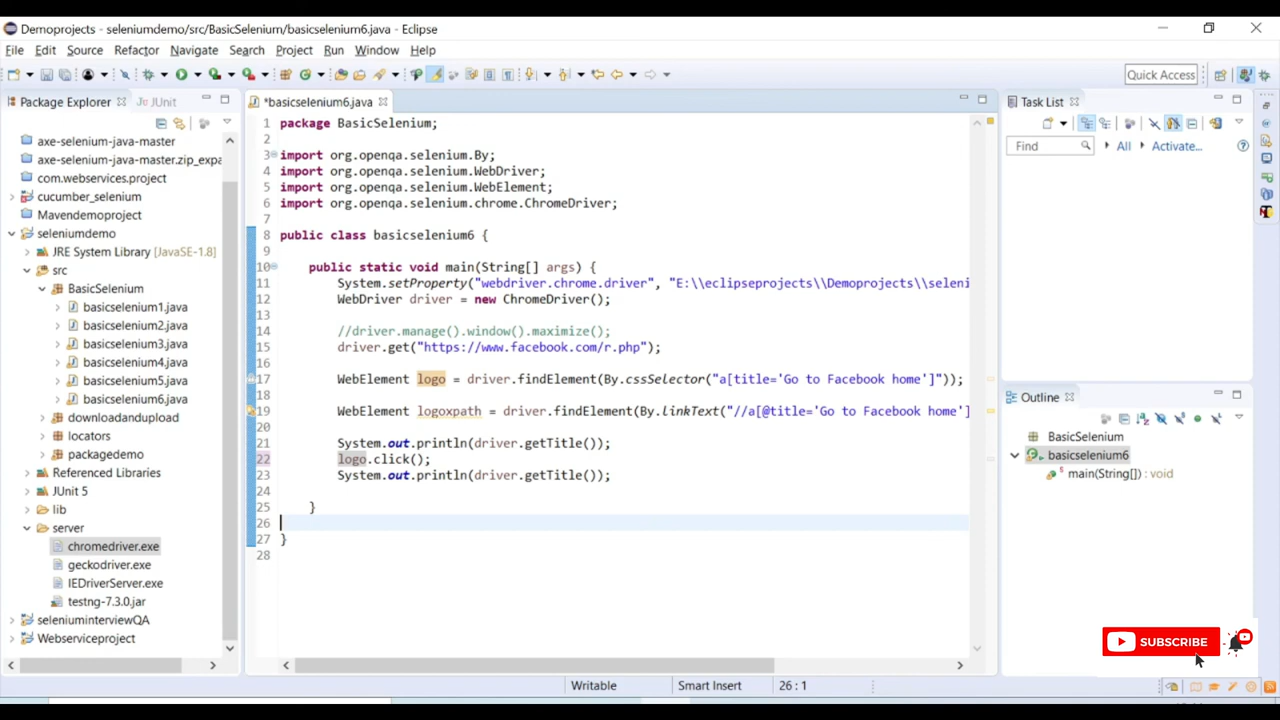 Demoprojects - seleniumdemo/src/BasicSelenium/basicselenium6.java - Eclipse
File Edit Source Refactor Navigate Search Project Run Window Help
Quick Access
Package Explorer JUnit
axe-selenium-java-master
axe-selenium-java-master.zip_expa
com.webservices.project
cucumber_selenium
Mavendemoproject
seleniumdemo
JRE System Library [JavaSE-1.8]
src
BasicSelenium
basicselenium1.java
basicselenium2.java
basicselenium3.java
basicselenium4.java
basicselenium5.java
basicselenium6.java
downloadandupload
locators
packagedemo
Referenced Libraries
JUnit 5
lib
server
chromedriver.exe
geckodriver.exe
IEDriverServer.exe
testng-7.3.0.jar
seleniuminterviewQA
Webserviceproject
*basicselenium6.java
1 package BasicSelenium;
2
3 import org.openqa.selenium.By;
4 import org.openqa.selenium.WebDriver;
5 import org.openqa.selenium.WebElement;
6 import org.openqa.selenium.chrome.ChromeDriver;
7
8 public class basicselenium6 {
9
10 public static void main(String[] args) {
11 System.setProperty("webdriver.chrome.driver", "E:\\eclipseprojects\\Demoprojects\\seleni
12 WebDriver driver = new ChromeDriver();
13
14 //driver.manage().window().maximize();
15 driver.get("https://www.facebook.com/r.php");
16
17 WebElement logo = driver.findElement(By.cssSelector("a[title='Go to Facebook home']"));
18
19 WebElement logoxpath = driver.findElement(By.linkText("//a[@title='Go to Facebook home']
20
21 System.out.println(driver.getTitle());
22 logo.click();
23 System.out.println(driver.getTitle());
24
25 }
26
27 }
28
Task List
Find All Activate...
Outline
BasicSelenium
basicselenium6
main(String[]) : void
SUBSCRIBE
Writable Smart Insert 26 : 1